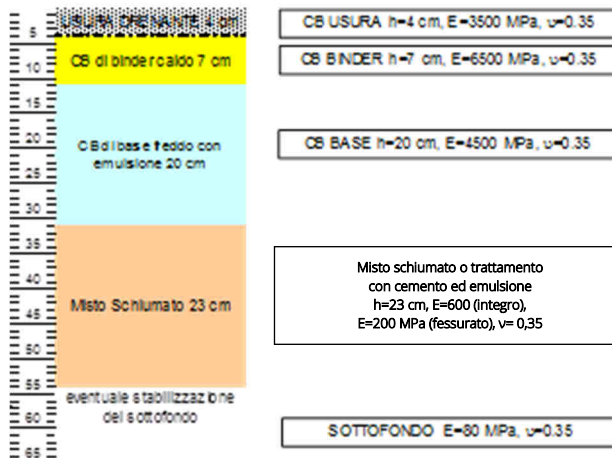 USURA DRENANTE 4 cm
CB USURA h=4 cm, E=3500 MPa, υ=0.35
5
CB di binder caldo 7 cm
CB BINDER h=7 cm, E=6500 MPa, υ=0.35
10
15
20
CB di base freddo con
emulsione 20 cm
CB BASE h=20 cm, E=4500 MPa, υ=0.35
25
30
35
40
45
50
Misto Schiumato 23 cm
Misto schiumato o trattamento
con cemento ed emulsione
h=23 cm, E=600 (integro),
E=200 MPa (fessurato), ν= 0,35
55
eventuale stabilizzazione
del sottofondo
60
SOTTOFONDO E=80 MPa, υ=0.35
65